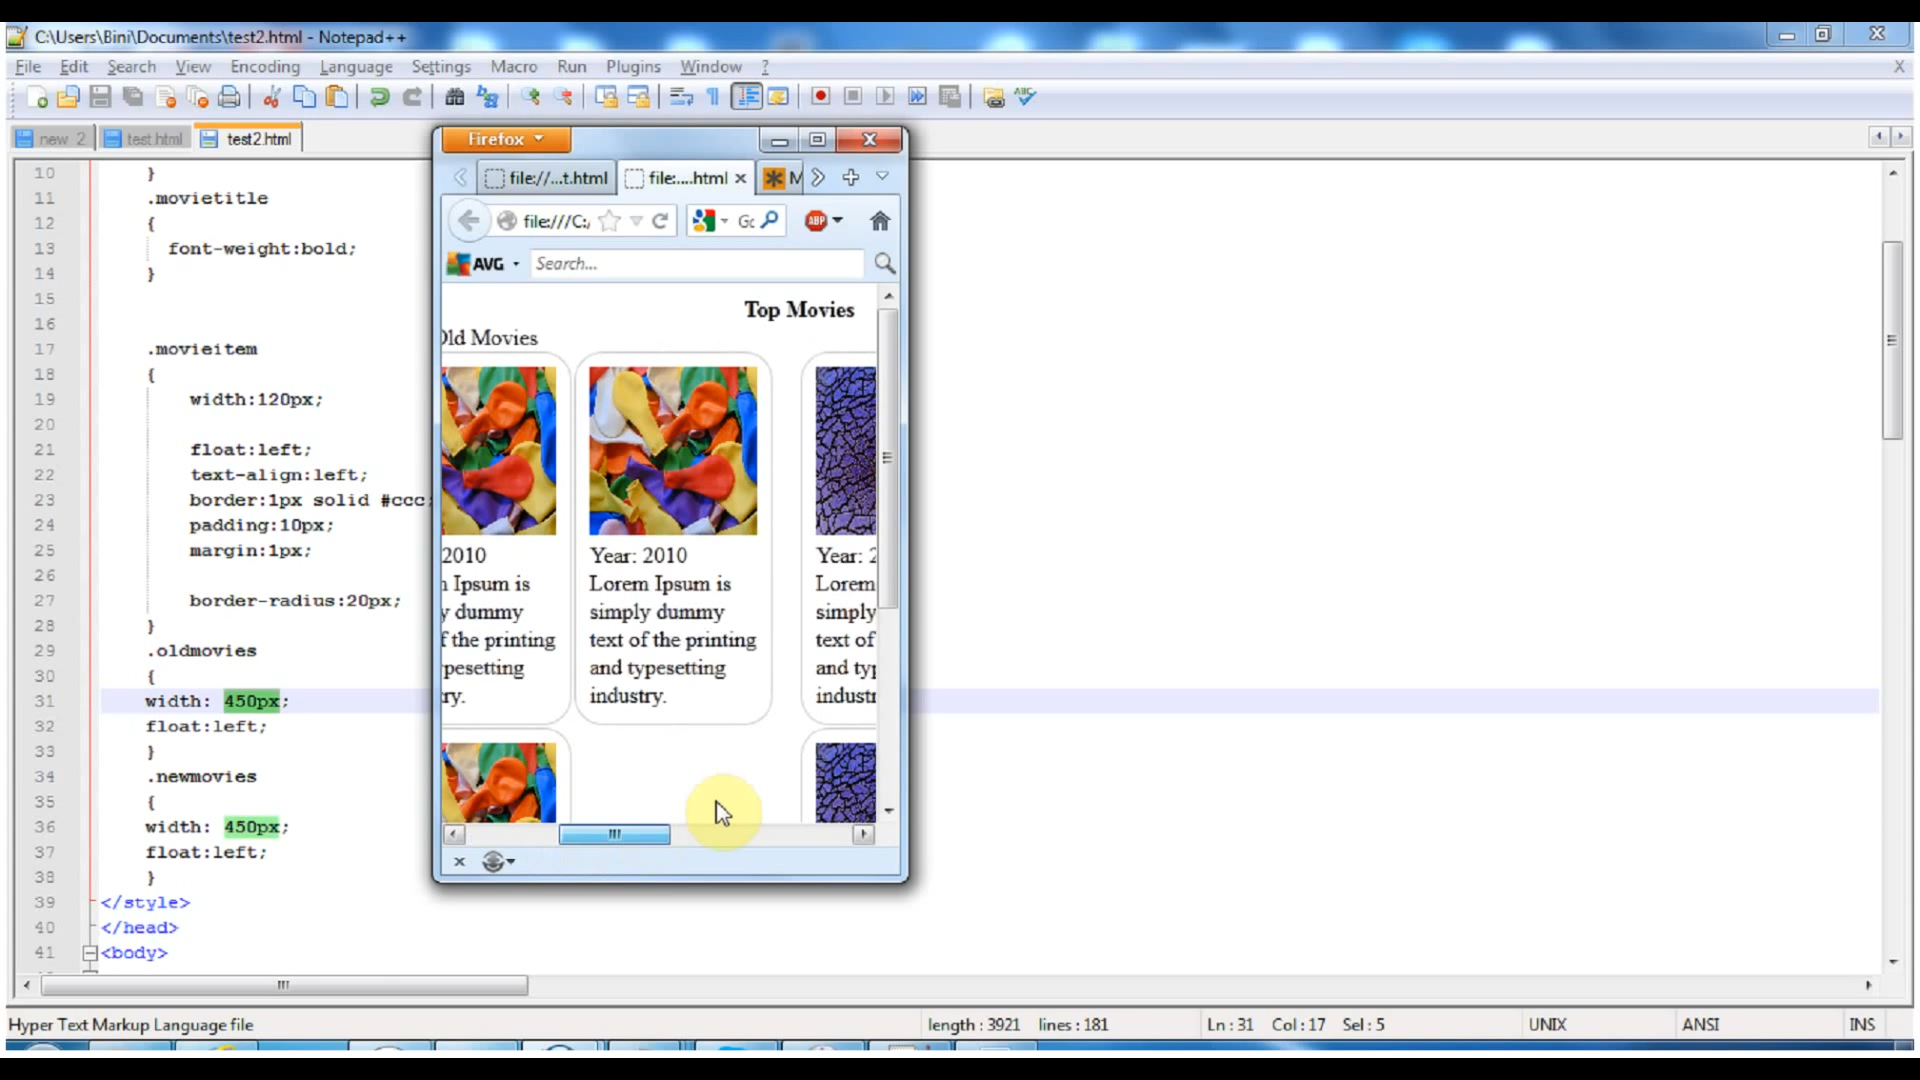 C:\Users\Bini\Documents\test2.html - Notepad++
File Edit Search View Encoding Language Settings Macro Run Plugins Window ?
X
new 2 test.html test2.html
10 }
11 .movietitle
12 {
13 font-weight:bold;
14 }
15
16
17 .movieitem
18 {
19 width:120px;
20
21 float:left;
22 text-align:left;
23 border:1px solid #ccc;
24 padding:10px;
25 margin:1px;
26
27 border-radius:20px;
28 }
29 .oldmovies
30 {
31 width: 450px;
32 float:left;
33 }
34 .newmovies
35 {
36 width: 450px;
37 float:left;
38 }
39 </style>
40 </head>
41 <body>
Firefox
file://...t.html file:....html M
file:///C:/ Go ABP
AVG Search...
Top Movies
Old Movies
2010
n Ipsum is
y dummy
f the printing
pesetting
ry.
Year: 2010
Lorem Ipsum is
simply dummy
text of the printing
and typesetting
industry.
Year: 2
Lorem
simply
text of
and typ
industr
Hyper Text Markup Language file length : 3921 lines : 181 Ln : 31 Col : 17 Sel : 5 UNIX ANSI INS